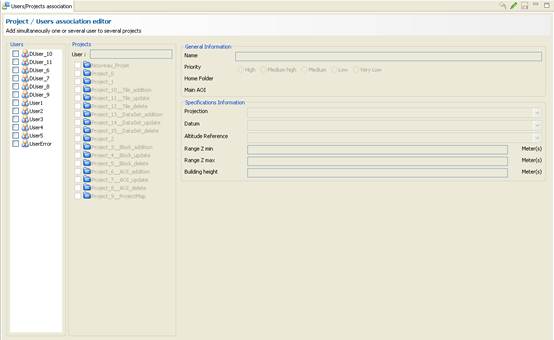 Users/Projects association
Project / Users association editor
Add simultaneously one or several user to several projects
Users
DUser_10
DUser_11
DUser_6
DUser_7
DUser_8
DUser_9
User1
User2
User3
User4
User5
UserError
Projects
User :
Nouveau_Projet
Project_0
Project_1
Project_10__Tile_addition
Project_11__Tile_update
Project_12__Tile_deletion
Project_13__DataSet_addition
Project_14__DataSet_update
Project_15__DataSet_deletion
Project_2
Project_3__Block_addition
Project_4__Block_update
Project_5__Block_delete
Project_6__AOI_addition
Project_7__AOI_update
Project_8__AOI_delete
Project_9__ProjectMap
General Information
Name
Priority
High
Medium high
Medium
Low
Very Low
Home Folder
Main AOI
Specifications Information
Projection
Datum
Altitude Reference
Range Z min
Meter(s)
Range Z max
Meter(s)
Building height
Meter(s)